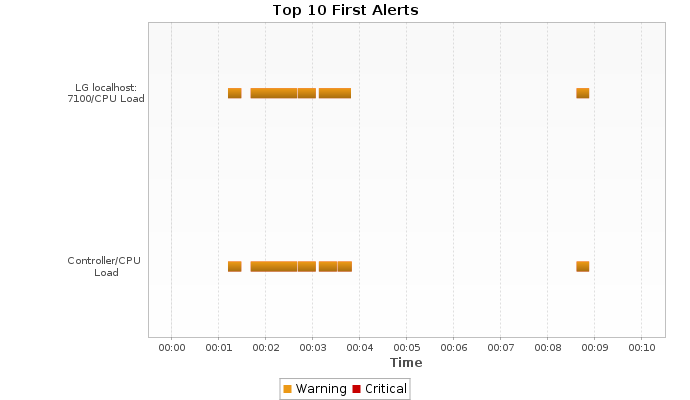 Top 10 First Alerts
LG localhost:
7100/CPU Load
Controller/CPU
Load
00:00 00:01 00:02 00:03 00:04 00:05 00:06 00:07 00:08 00:09 00:10
Time
Warning Critical